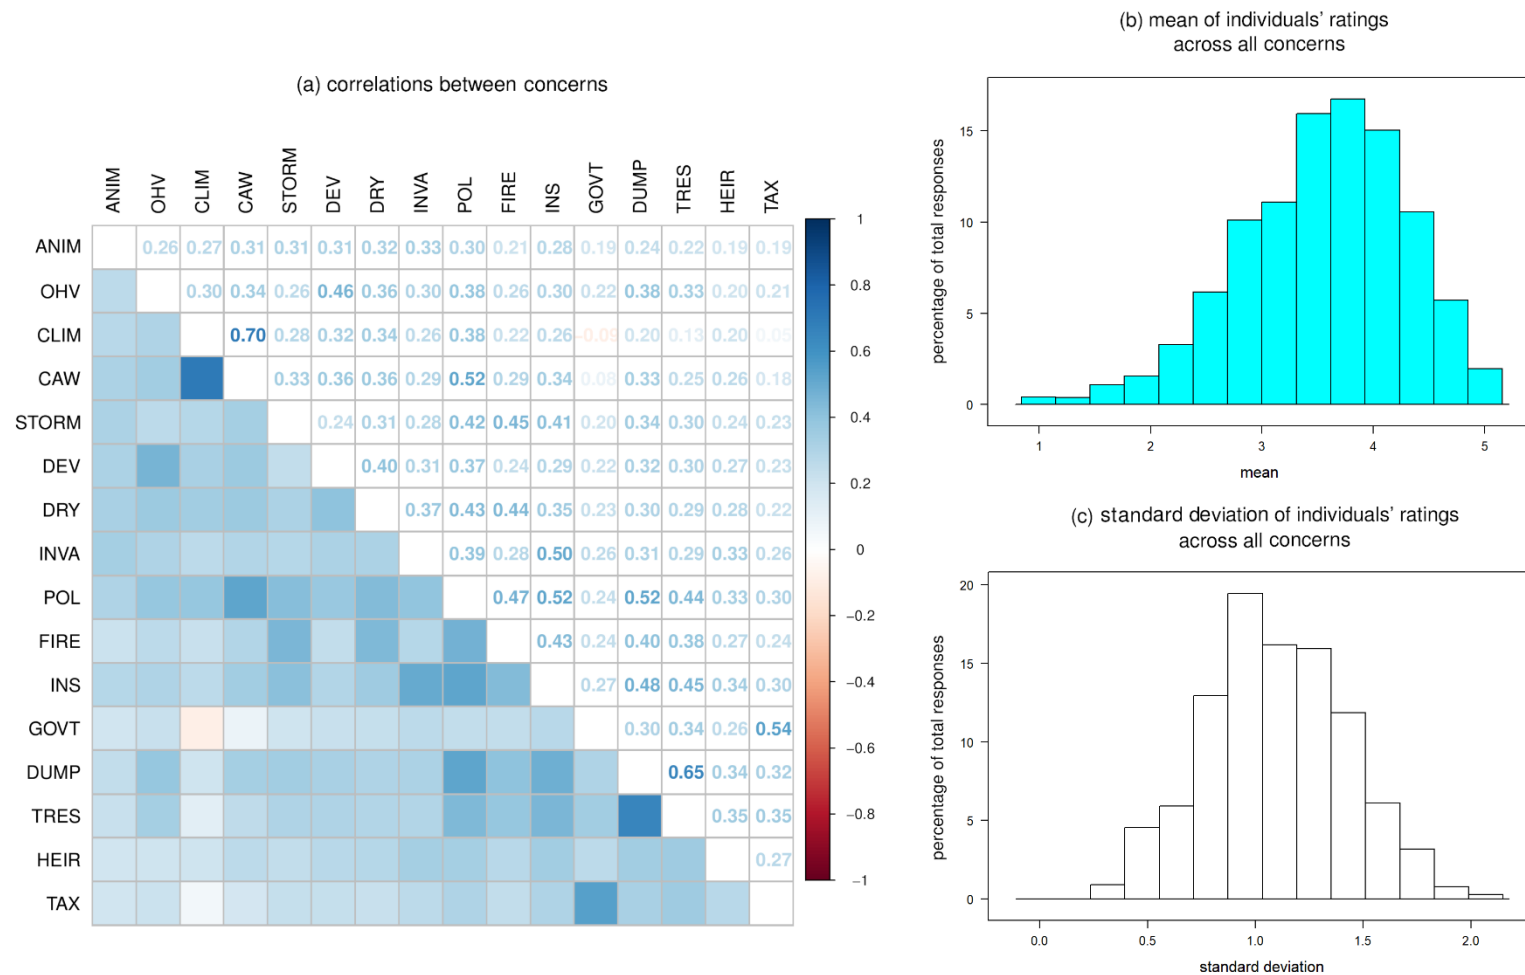 (a) correlations between concerns
ANIM OHV CLIM CAW STORM DEV DRY INVA POL FIRE INS GOVT DUMP TRES HEIR TAX
ANIM 0.26 0.27 0.31 0.31 0.31 0.32 0.33 0.30 0.21 0.28 0.19 0.24 0.22 0.19 0.19
OHV 0.30 0.34 0.26 0.46 0.36 0.30 0.38 0.26 0.30 0.22 0.38 0.33 0.20 0.21
CLIM 0.70 0.28 0.32 0.34 0.26 0.38 0.22 0.26 -0.09 0.20 0.13 0.20 0.05
CAW 0.33 0.36 0.36 0.29 0.52 0.29 0.34 0.08 0.33 0.25 0.26 0.18
STORM 0.24 0.31 0.28 0.42 0.45 0.41 0.20 0.34 0.30 0.24 0.23
DEV 0.40 0.31 0.37 0.24 0.29 0.22 0.32 0.30 0.27 0.23
DRY 0.37 0.43 0.44 0.35 0.23 0.30 0.29 0.28 0.22
INVA 0.39 0.28 0.50 0.26 0.31 0.29 0.33 0.26
POL 0.47 0.52 0.24 0.52 0.44 0.33 0.30
FIRE 0.43 0.24 0.40 0.38 0.27 0.24
INS 0.27 0.48 0.45 0.34 0.30
GOVT 0.30 0.34 0.26 0.54
DUMP 0.65 0.34 0.32
TRES 0.35 0.35
HEIR 0.27
TAX
1
0.8
0.6
0.4
0.2
0
−0.2
−0.4
−0.6
−0.8
−1
(b) mean of individuals' ratings
across all concerns
percentage of total responses
15
10
5
0
1 2 3 4 5
mean
(c) standard deviation of individuals' ratings
across all concerns
percentage of total responses
20
15
10
5
0
0.0 0.5 1.0 1.5 2.0
standard deviation